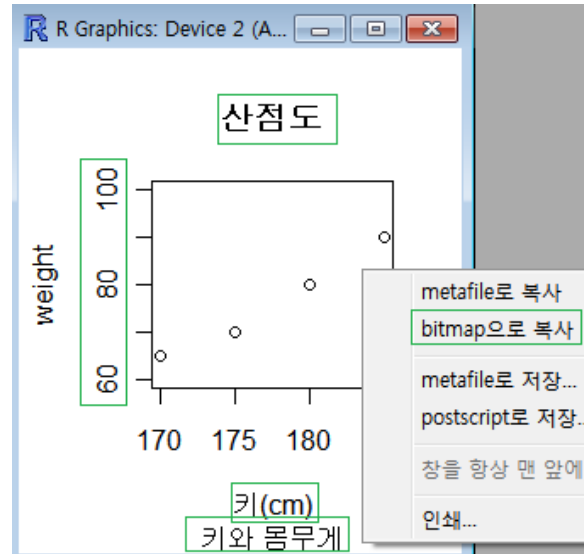 R Graphics: Device 2 (A...
산점도
weight
100
80
60
170 175 180
키(cm)
키와 몸무게
metafile로 복사
bitmap으로 복사
metafile로 저장...
postscript로 저장..
창을 항상 맨 앞에
인쇄...